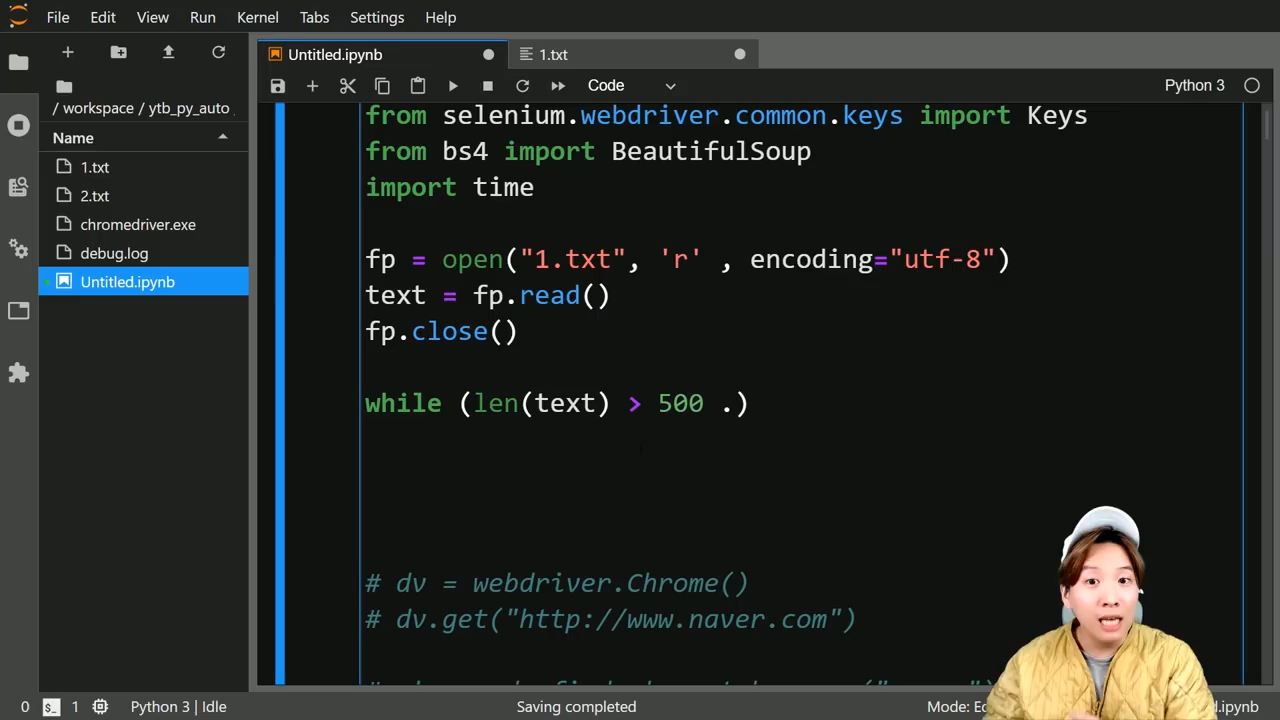 File Edit View Run Kernel Tabs Settings Help
Untitled.ipynb
1.txt
Code
Python 3
/ workspace / ytb_py_auto
Name
1.txt
2.txt
chromedriver.exe
debug.log
Untitled.ipynb
from selenium.webdriver.common.keys import Keys
from bs4 import BeautifulSoup
import time
fp = open("1.txt", 'r' , encoding="utf-8")
text = fp.read()
fp.close()
while (len(text) > 500 .)
# dv = webdriver.Chrome()
# dv.get("http://www.naver.com")
0
1
Python 3 | Idle
Saving completed
Mode:
.ipynb